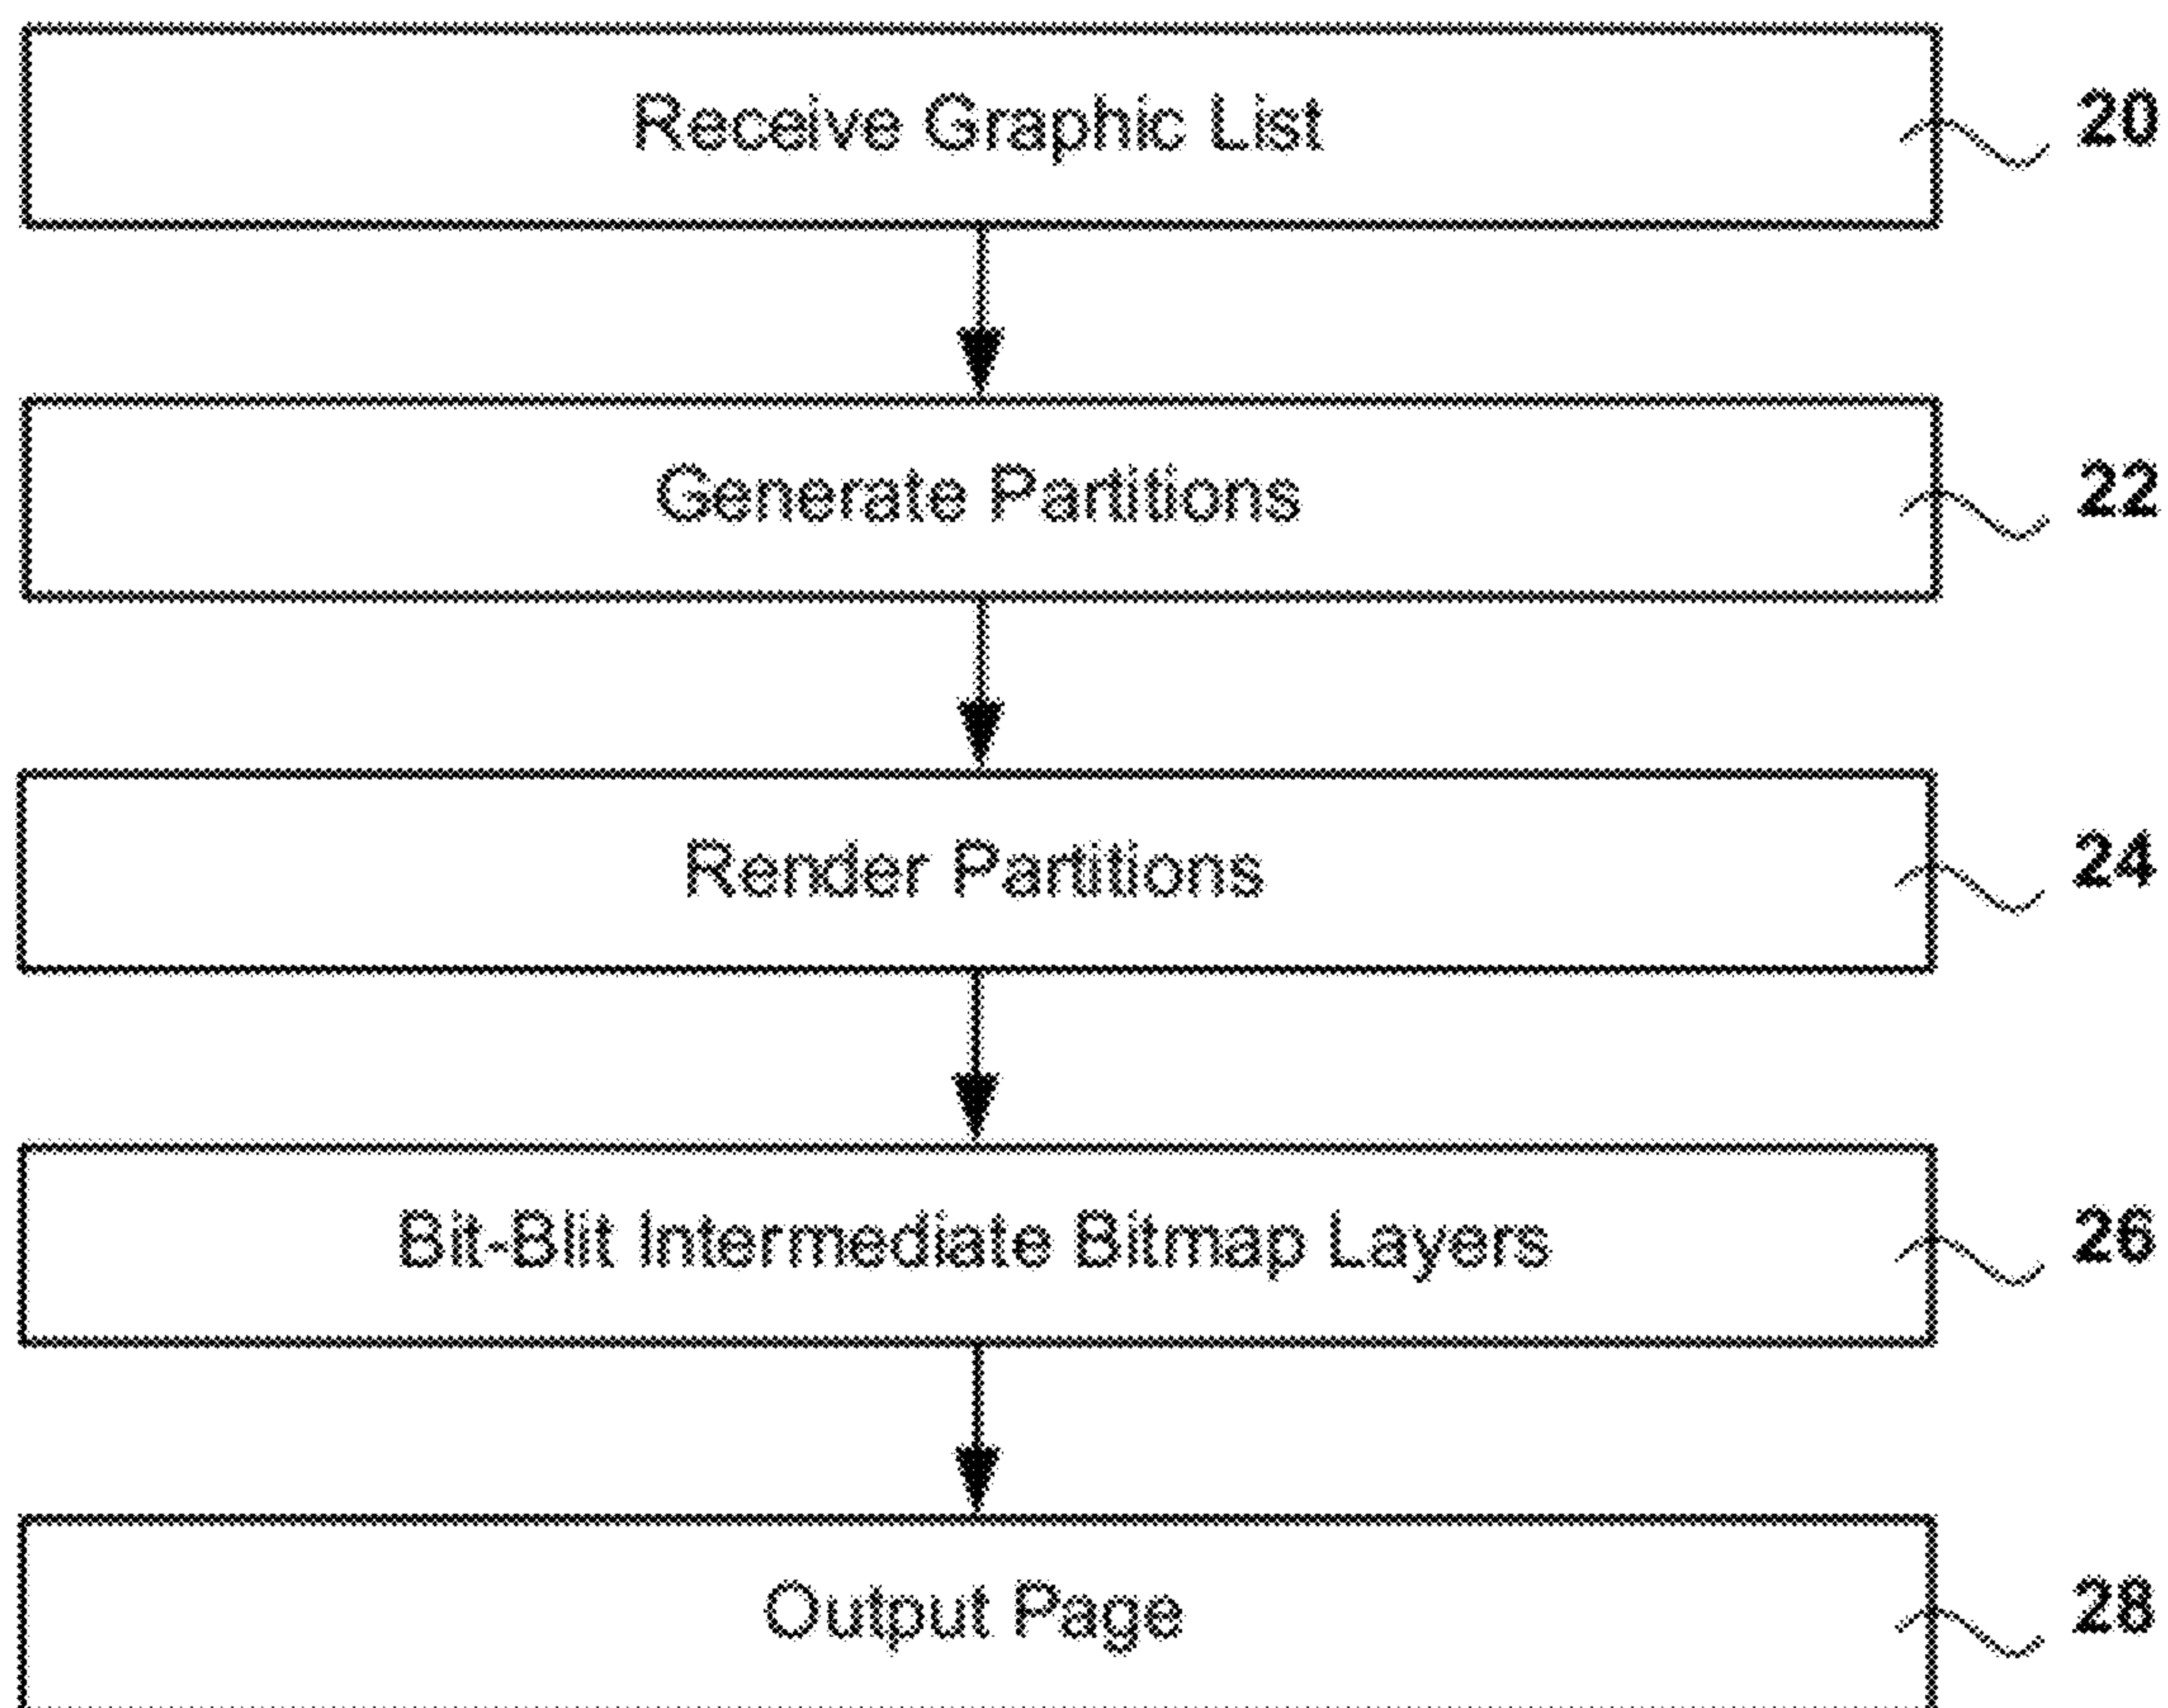 Receive Graphic List 20
Generate Partitions 22
Render Partitions 24
Bit-Blit Intermediate Bitmap Layers 26
Output Page 28